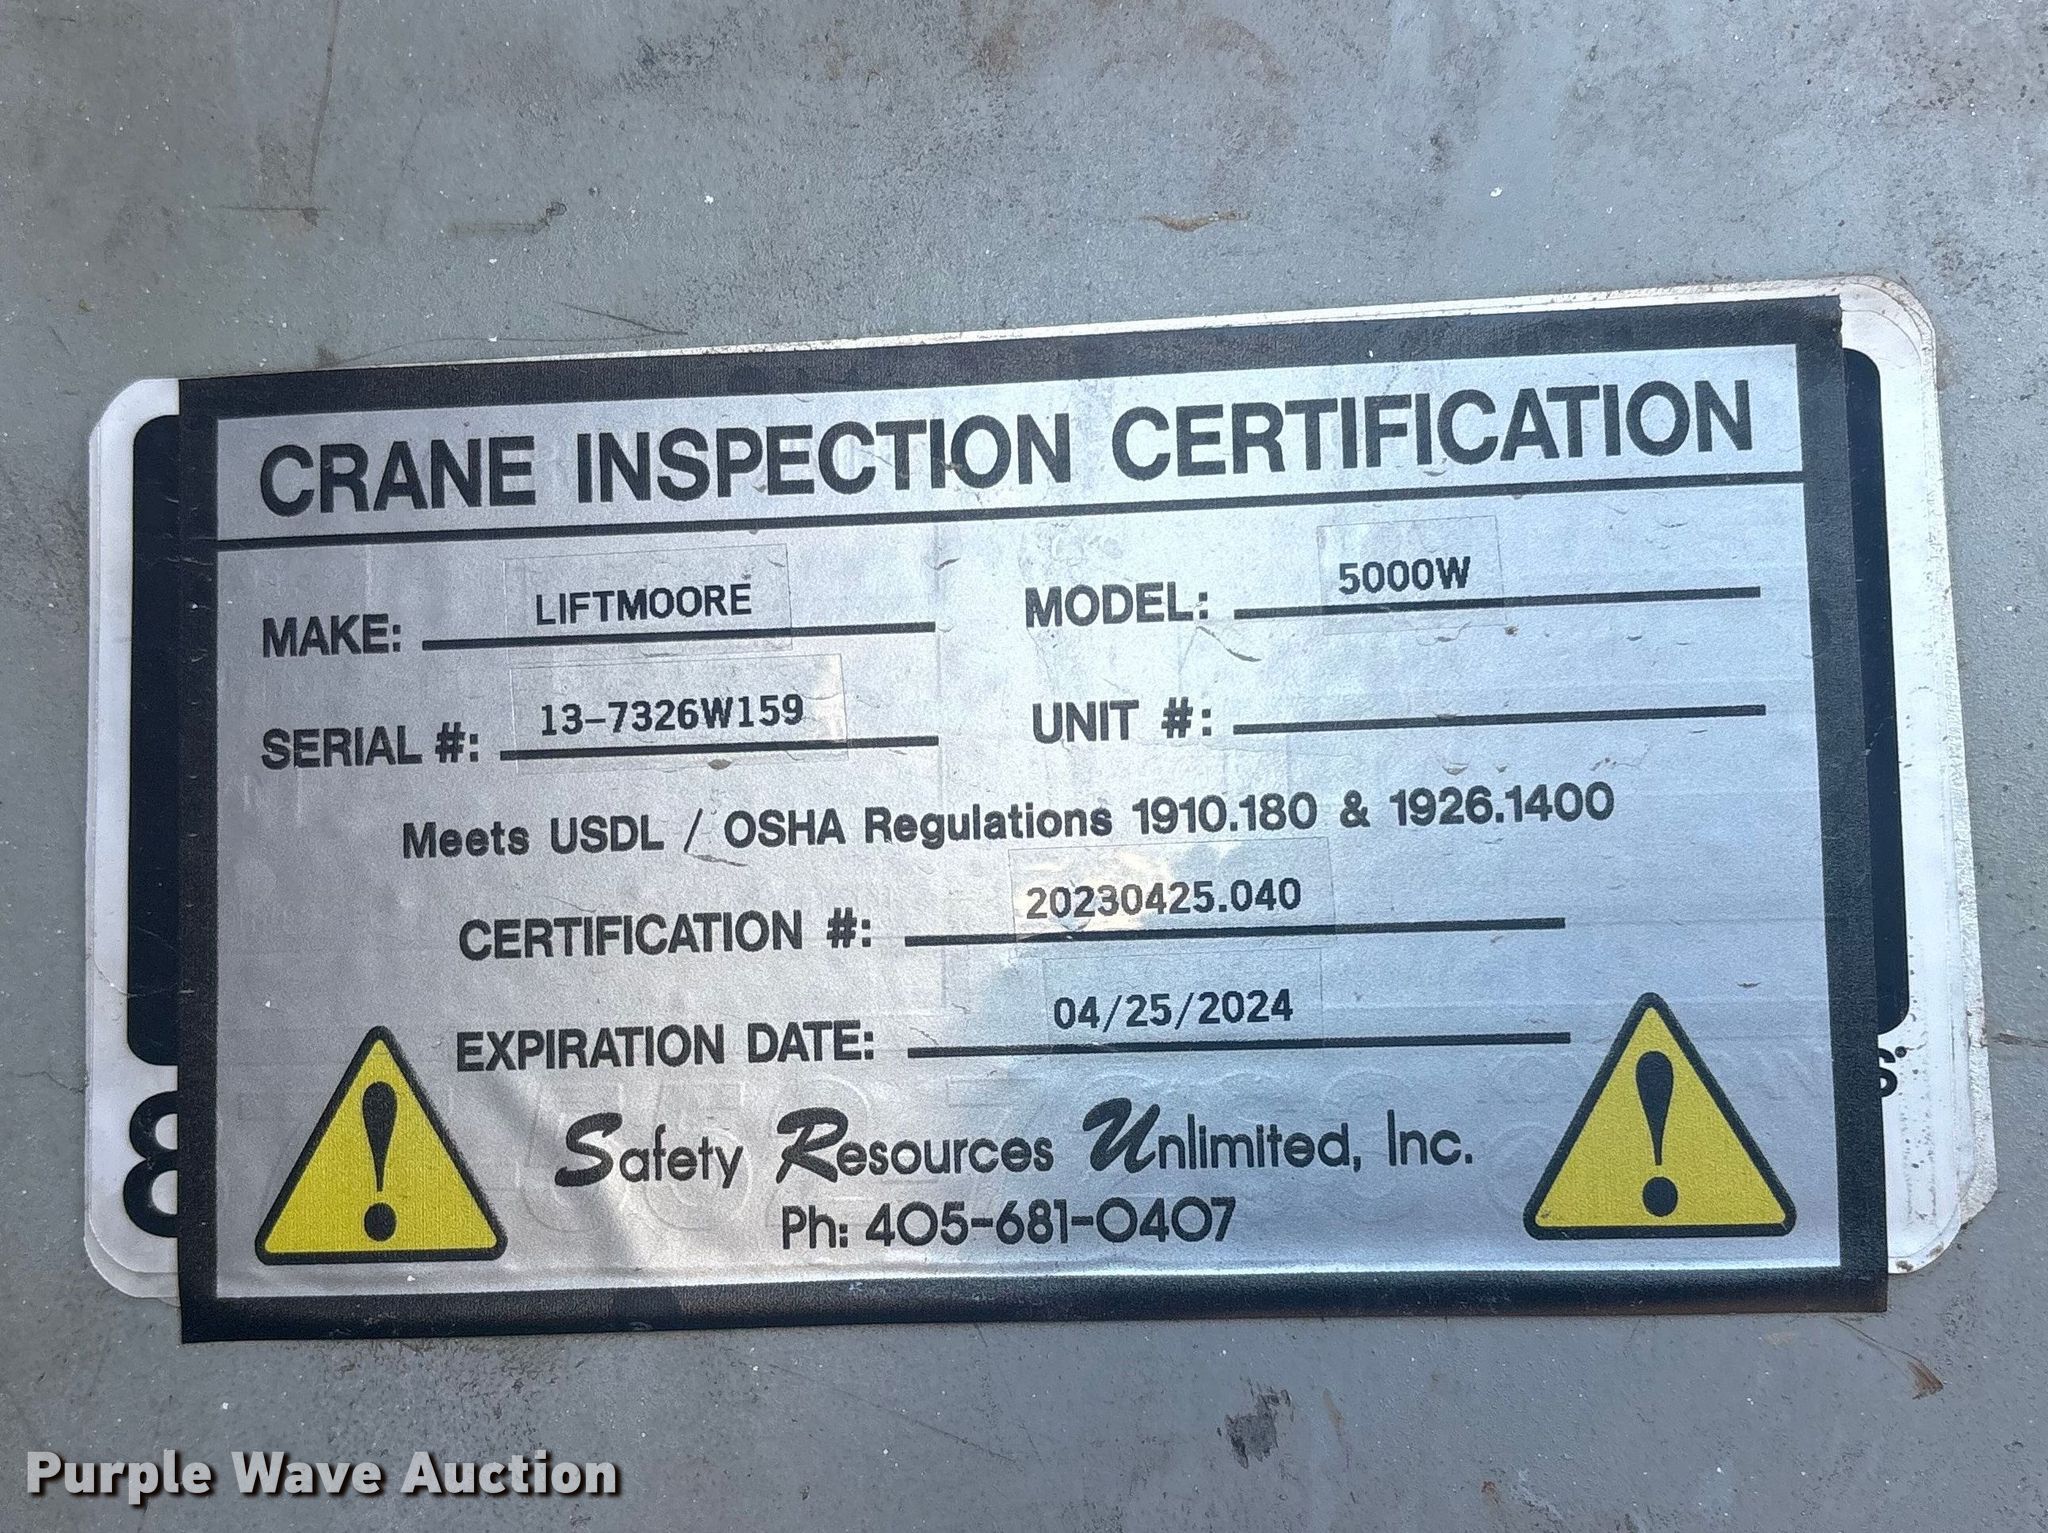 CRANE INSPECTION CERTIFICATION
MAKE: LIFTMOORE MODEL: 5000W
SERIAL #: 13-7326W159 UNIT #:
Meets USDL / OSHA Regulations 1910.180 & 1926.1400
CERTIFICATION #: 20230425.040
EXPIRATION DATE: 04/25/2024
Safety Resources Unlimited, Inc.
Ph: 405-681-0407
Purple Wave Auction